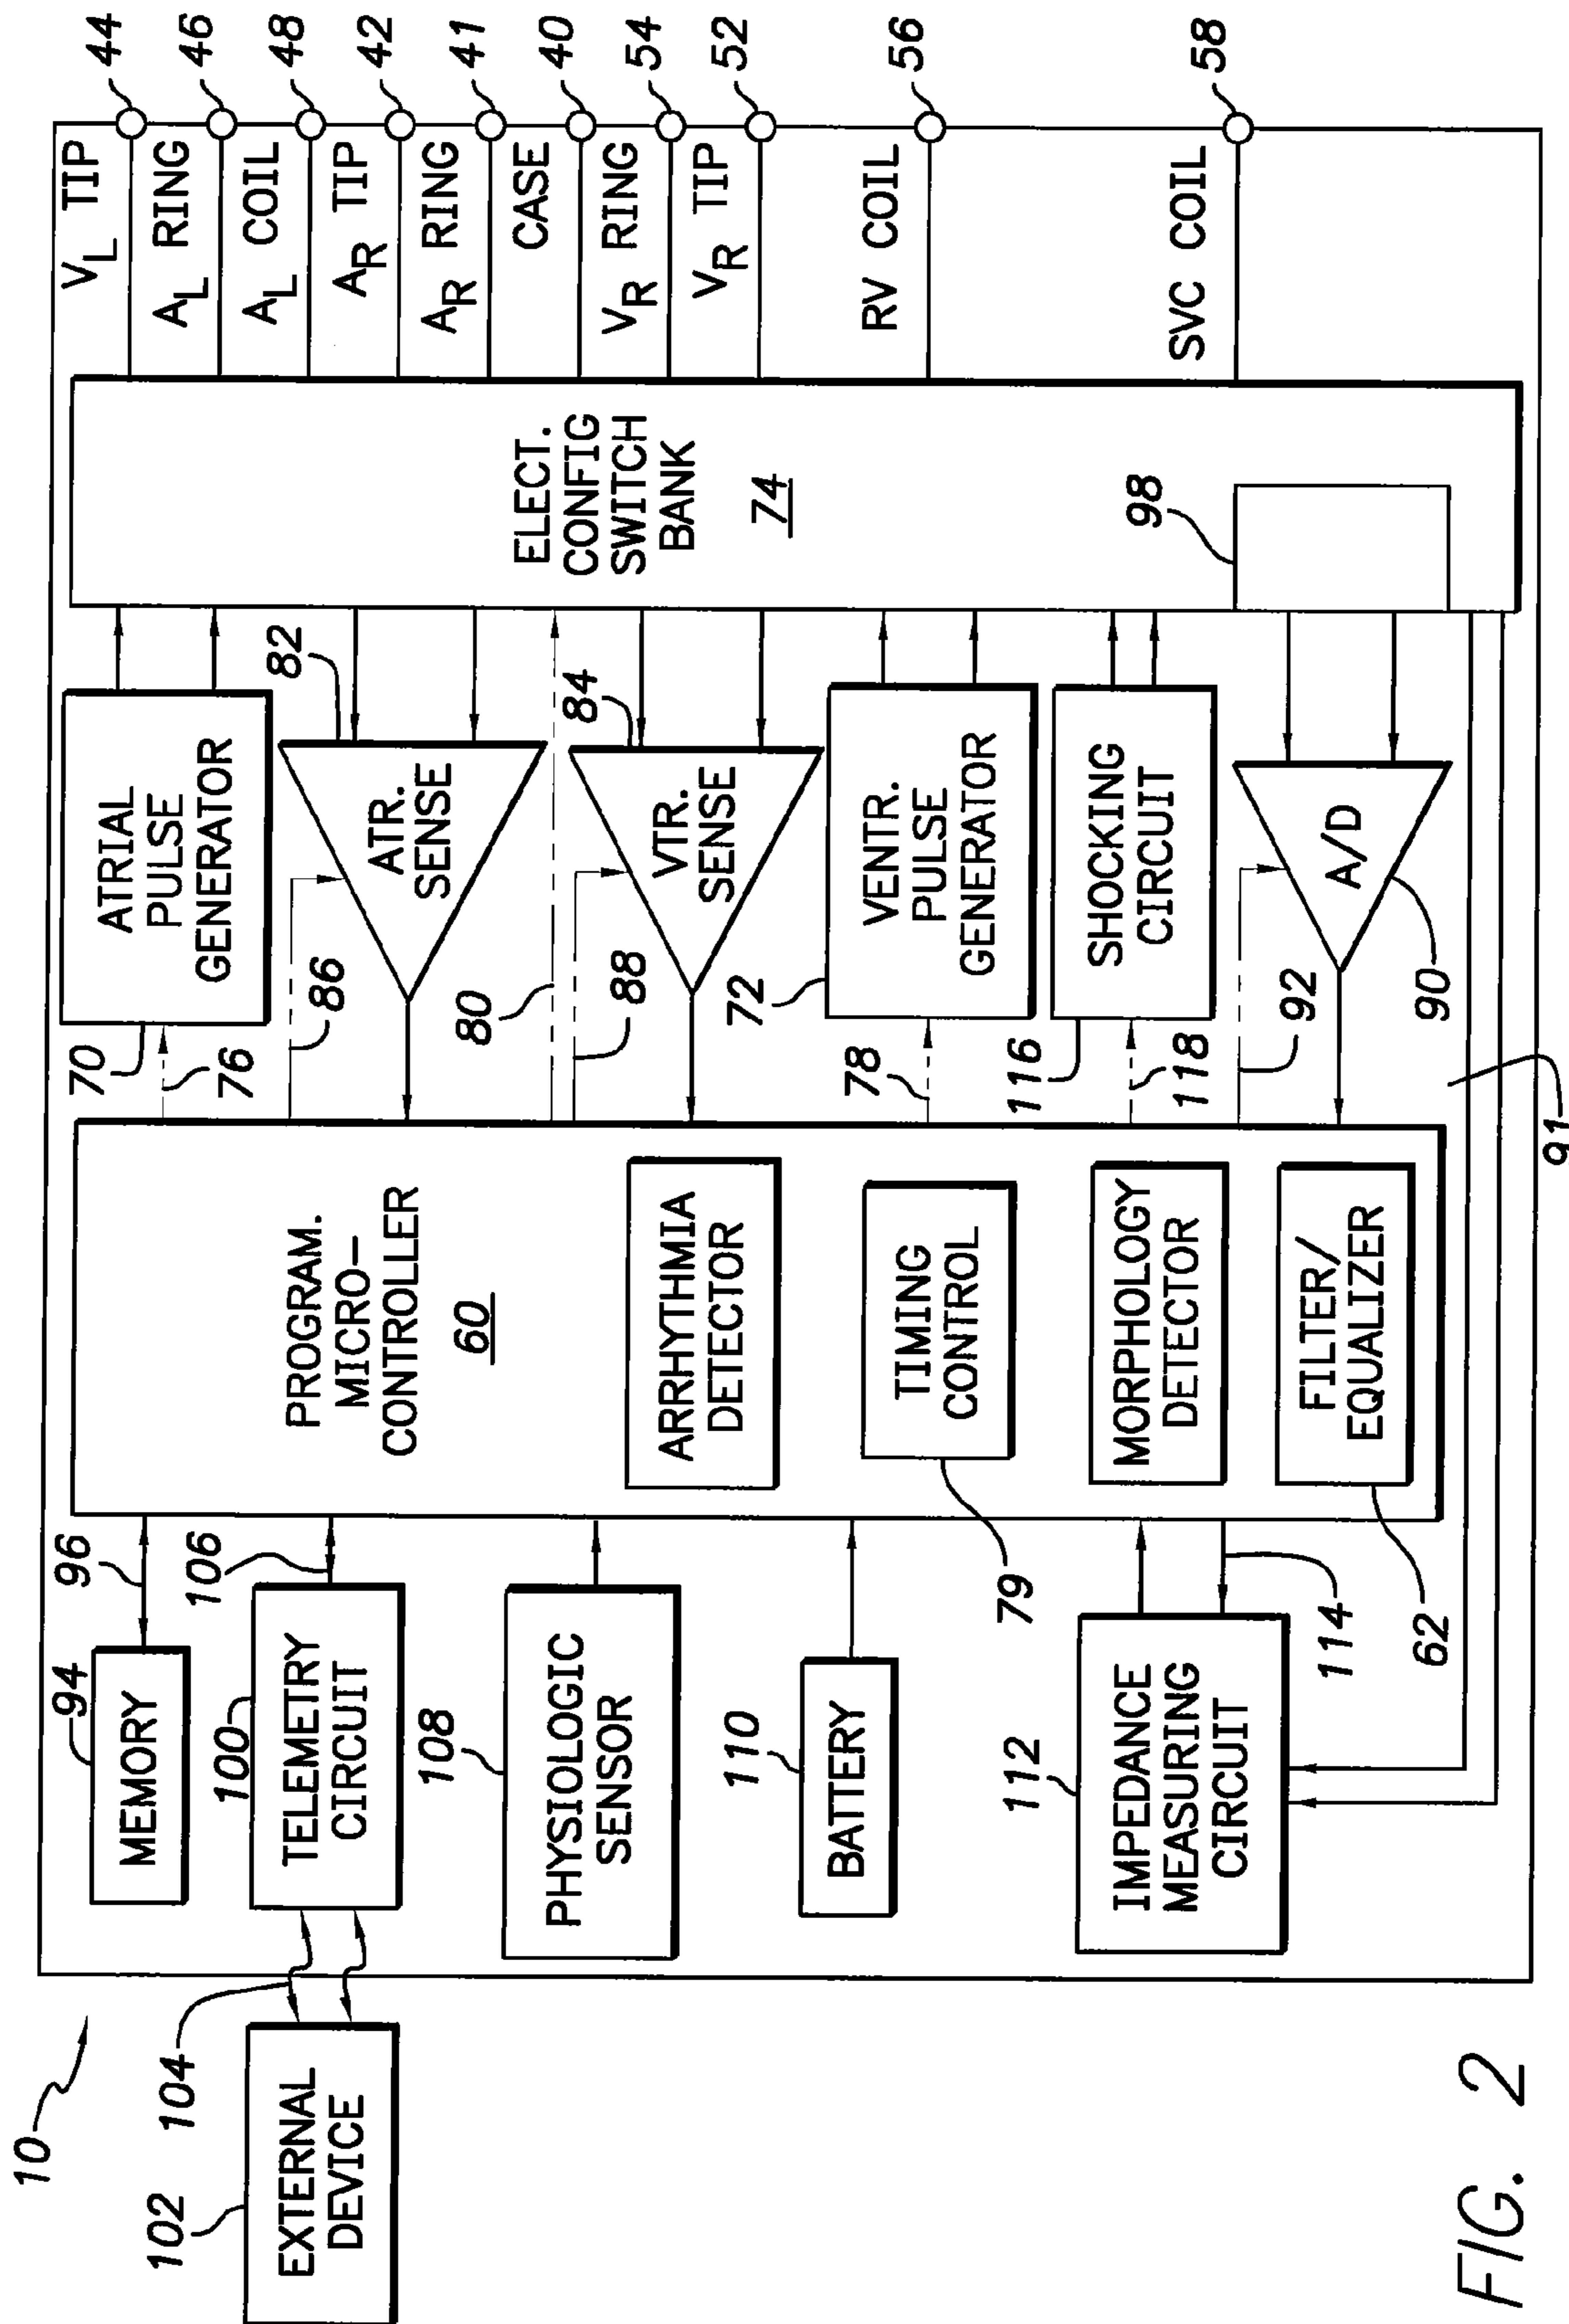 10
102
EXTERNAL
DEVICE
104
94
MEMORY
96
100
TELEMETRY
CIRCUIT
106
108
PHYSIOLOGIC
SENSOR
110
BATTERY
112
IMPEDANCE
MEASURING
CIRCUIT
114
62
79
PROGRAM.
MICRO–
CONTROLLER
60
ARRHYTHMIA
DETECTOR
TIMING
CONTROL
MORPHOLOGY
DETECTOR
FILTER/
EQUALIZER
70
76
ATRIAL
PULSE
GENERATOR
86
82
ATR.
SENSE
80
88
84
VTR.
SENSE
72
78
VENTR.
PULSE
GENERATOR
116
118
SHOCKING
CIRCUIT
92
A/D
90
91
ELECT.
CONFIG
SWITCH
BANK
74
98
VL TIP
44
AL RING
46
AL COIL
48
AR TIP
42
AR RING
41
CASE
40
VR RING
54
VR TIP
52
RV COIL
56
SVC COIL
58
FIG. 2